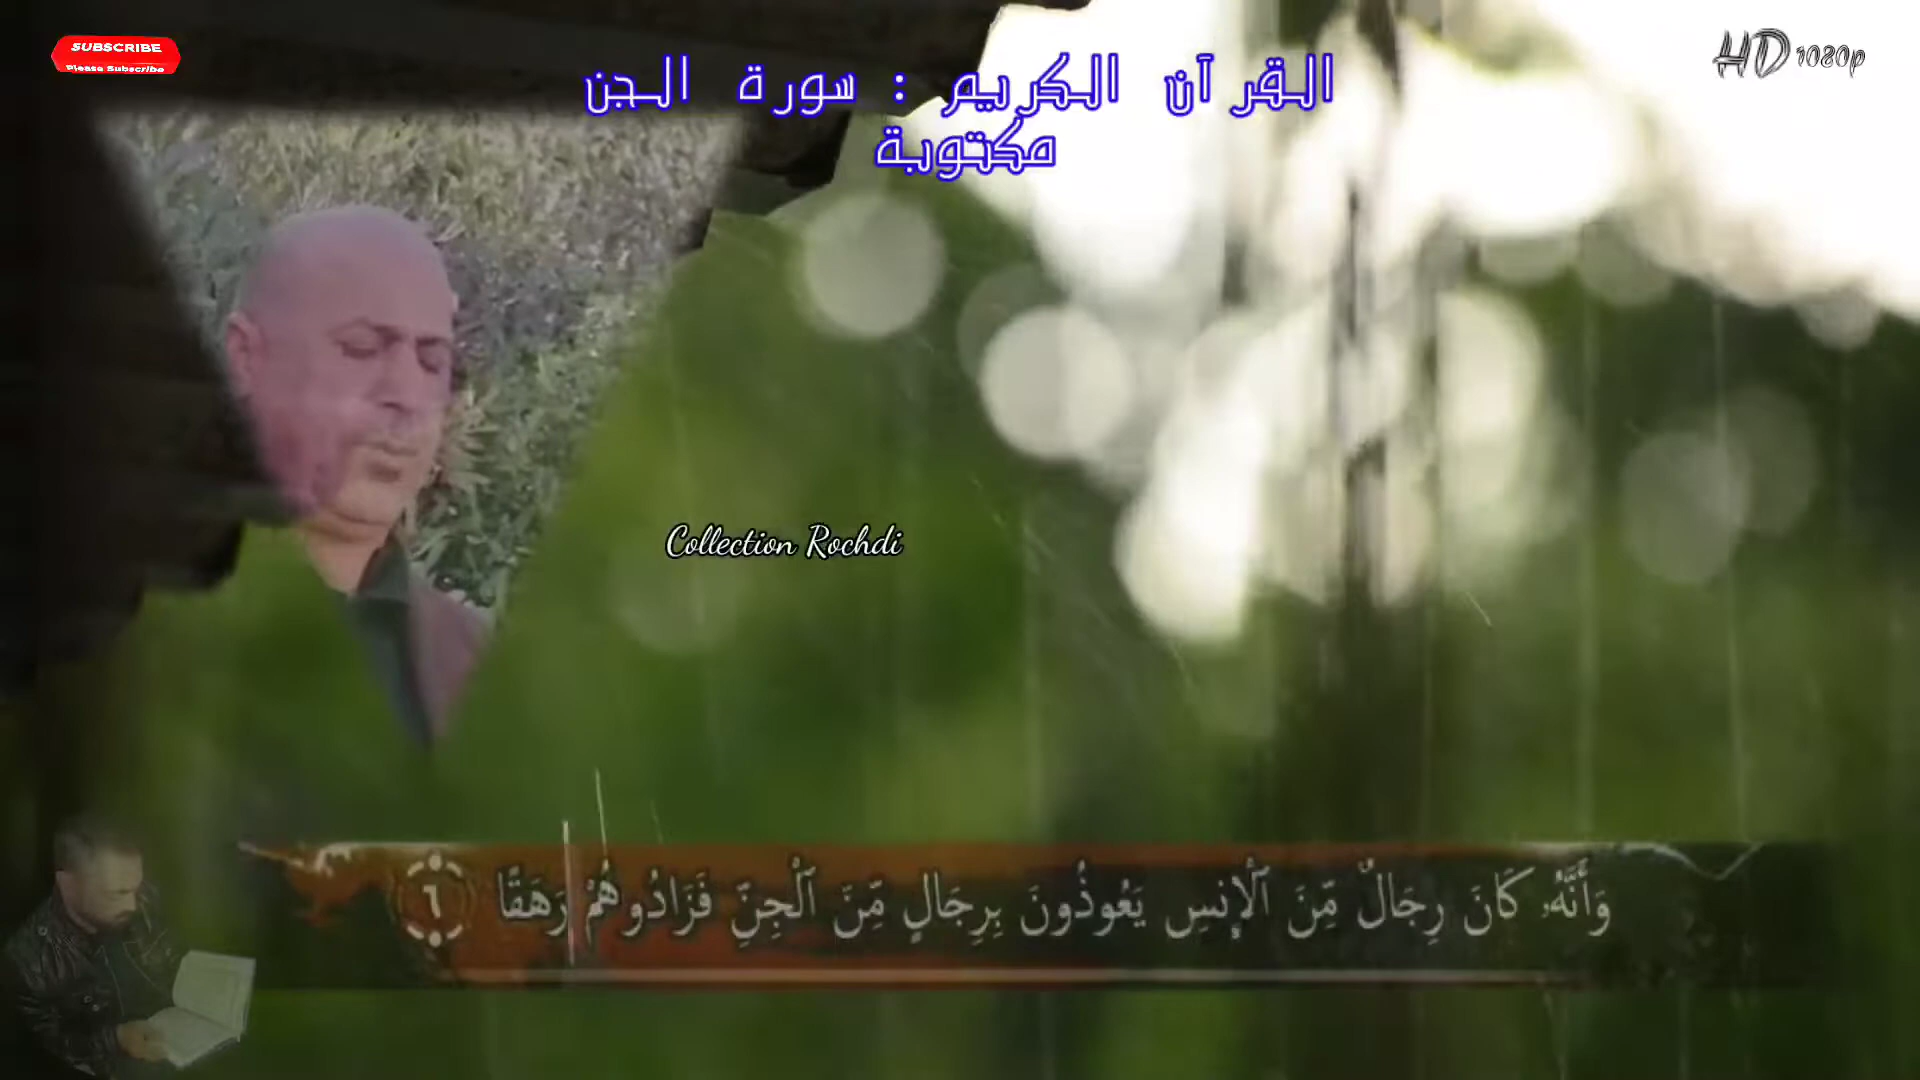 SUBSCRIBE
Please Subscribe
HD 1080p
القرآن الكريم : سورة الجن
مكتوبة
Collection Rochdi
وَأَنَّهُۥ كَانَ رِجَالٌ مِّنَ ٱلْإِنسِ يَعُوذُونَ بِرِجَالٍ مِّنَ ٱلْجِنِّ فَزَادُوهُمْ رَهَقًا ٦